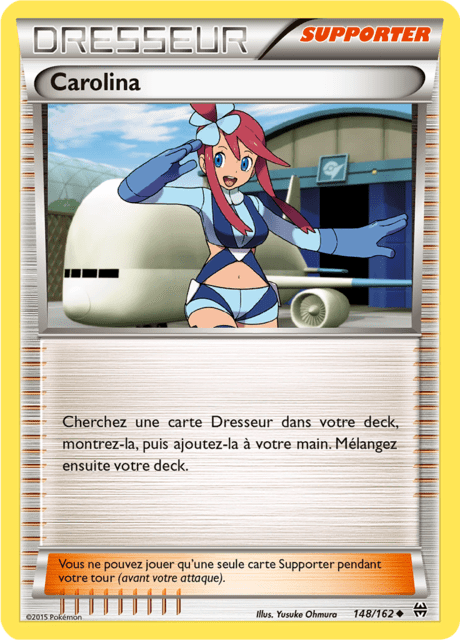 DRESSEUR SUPPORTER
Carolina
Cherchez une carte Dresseur dans votre deck,
montrez-la, puis ajoutez-la à votre main. Mélangez
ensuite votre deck.
Vous ne pouvez jouer qu'une seule carte Supporter pendant
votre tour (avant votre attaque).
©2015 Pokémon Illus. Yusuke Ohmura 148/162